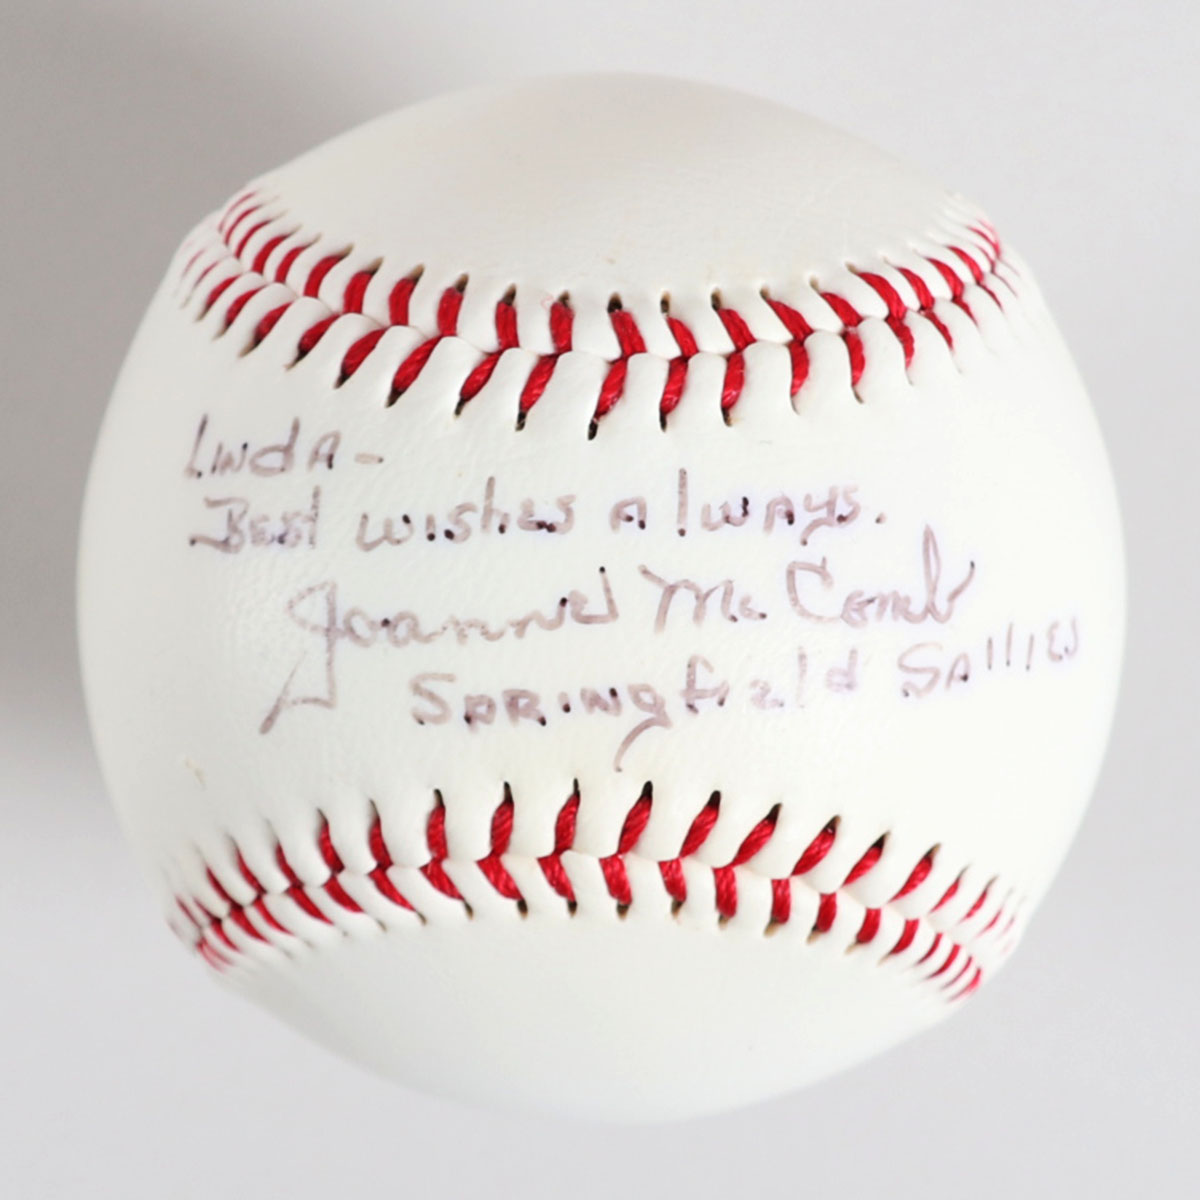 Linda -
Best wishes always.
Joanne McComb
Springfield Sallies